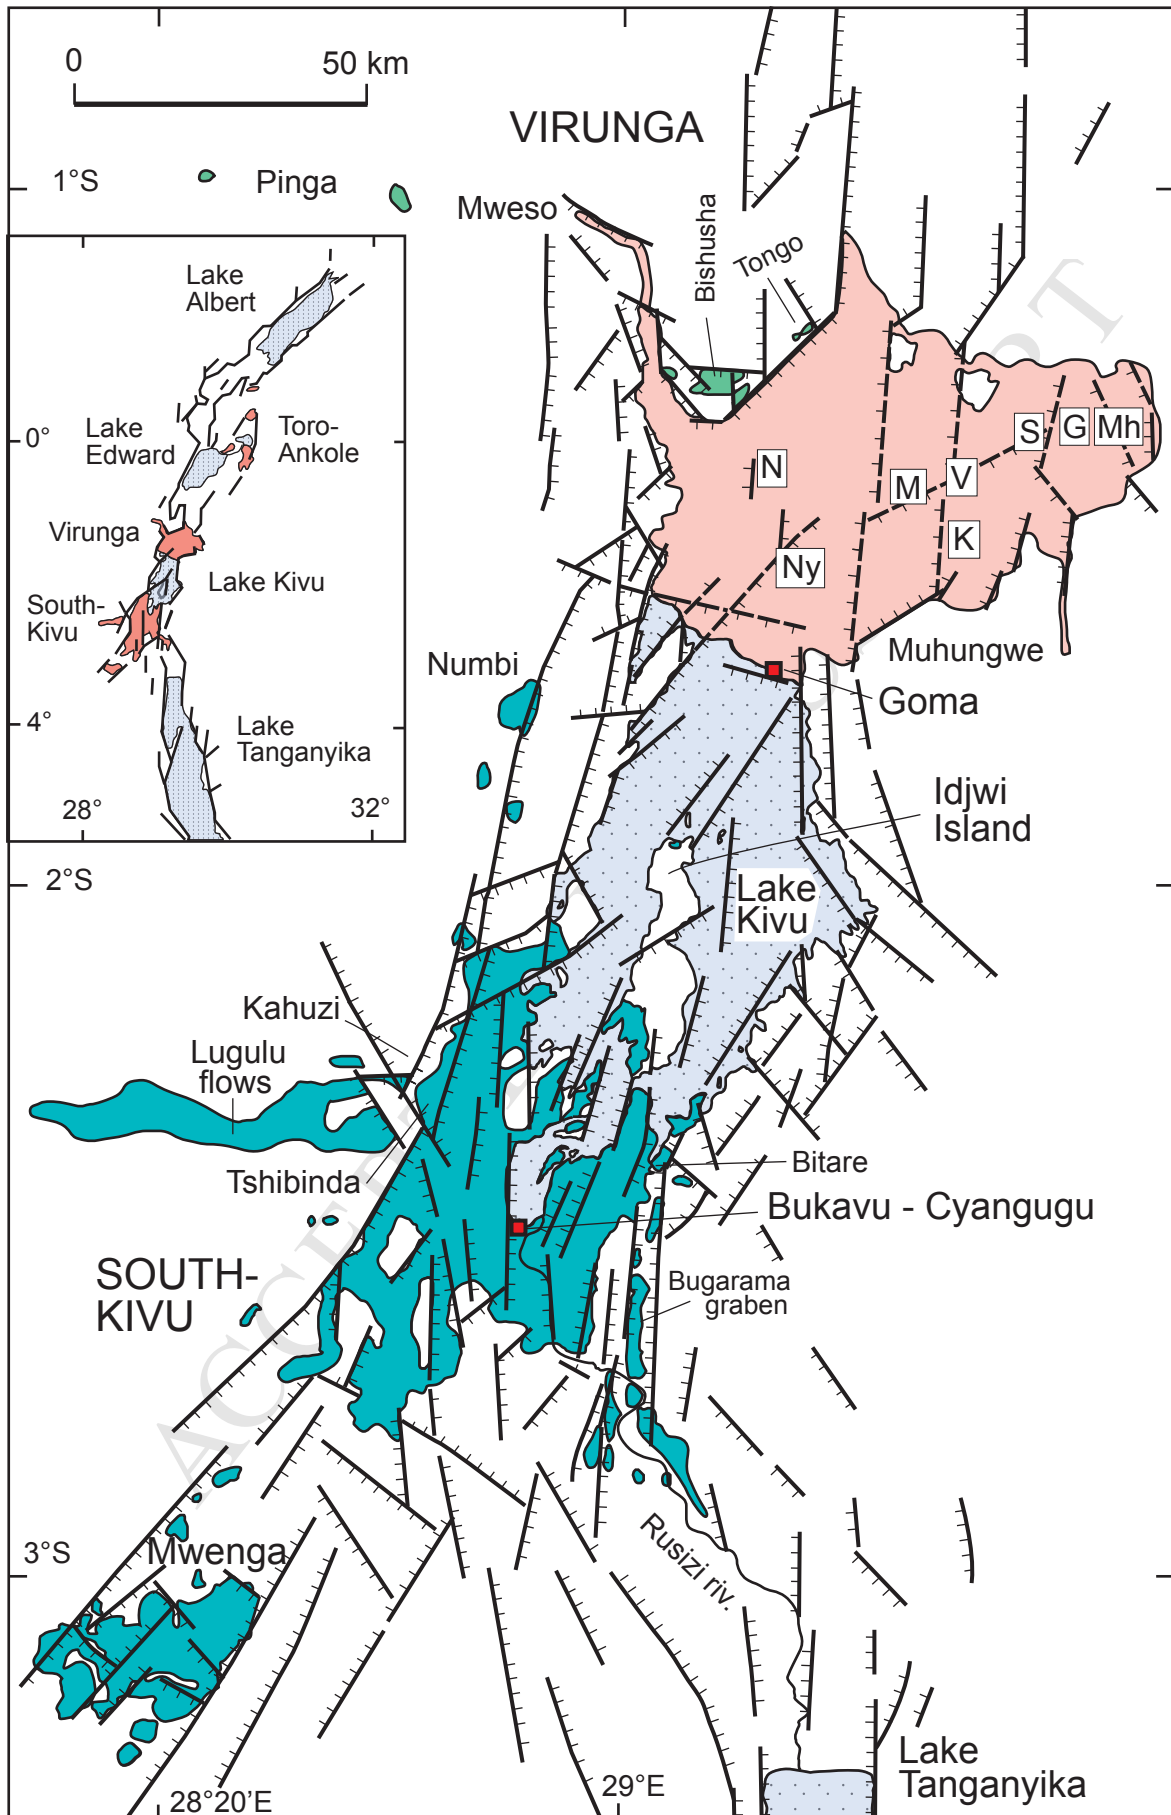 0
50 km
VIRUNGA
1°S
Pinga
Mweso
Bishusha
Tongo
Lake
Albert
0°
Lake
Edward
Toro-
Ankole
Virunga
Lake Kivu
South-
Kivu
4°
Lake
Tanganyika
28°
32°
N
M
V
S
G
Mh
K
Ny
Muhungwe
Goma
Numbi
Idjwi
Island
2°S
Lake
Kivu
Kahuzi
Lugulu
flows
Tshibinda
Bitare
Bukavu - Cyangugu
SOUTH-
KIVU
Bugarama
graben
Rusizi riv.
3°S
Mwenga
Lake
Tanganyika
28°20'E
29°E